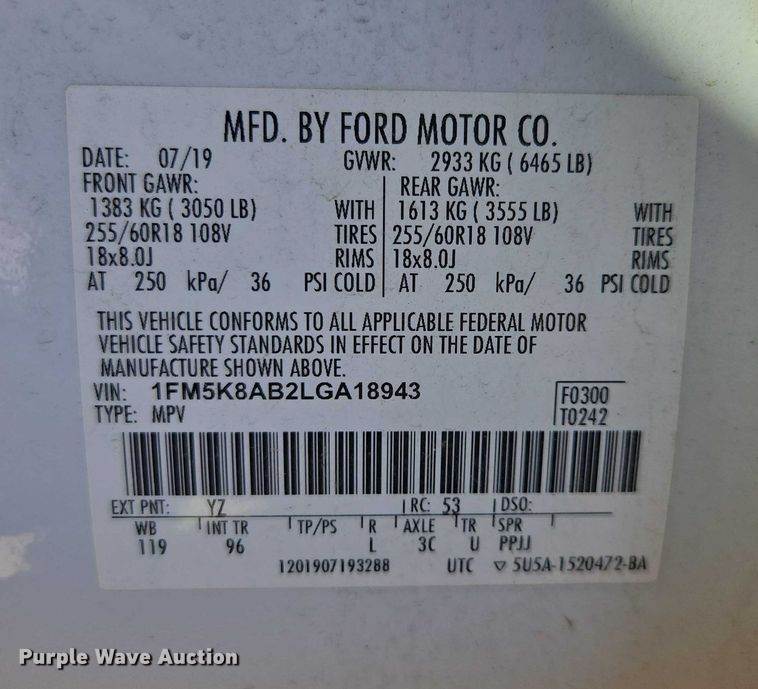 MFD. BY FORD MOTOR CO.
DATE: 07/19 GVWR: 2933 KG ( 6465 LB)
FRONT GAWR: REAR GAWR:
1383 KG ( 3050 LB) WITH 1613 KG ( 3555 LB) WITH
255/60R18 108V TIRES 255/60R18 108V TIRES
18x8.0J RIMS 18x8.0J RIMS
AT 250 kPa/ 36 PSI COLD AT 250 kPa/ 36 PSI COLD
THIS VEHICLE CONFORMS TO ALL APPLICABLE FEDERAL MOTOR
VEHICLE SAFETY STANDARDS IN EFFECT ON THE DATE OF
MANUFACTURE SHOWN ABOVE.
VIN: 1FM5K8AB2LGA18943 F0300
TYPE: MPV T0242
EXT PNT: YZ RC: 53 DSO:
WB INT TR TP/PS R AXLE TR SPR
119 96 L 3C U PPJJ
1201907193288 UTC ▽ 5U5A-1520472-BA
Purple Wave Auction